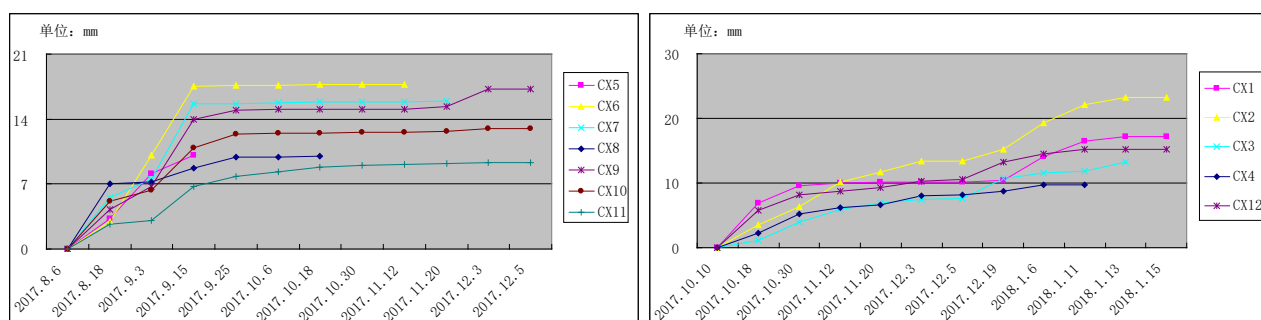 单位: mm
21
14
7
0
2017.8.6
2017.8.18
2017.9.3
2017.9.15
2017.9.25
2017.10.6
2017.10.18
2017.10.30
2017.11.12
2017.11.20
2017.12.3
2017.12.5
CX5
CX6
CX7
CX8
CX9
CX10
CX11
单位: mm
30
20
10
0
2017.10.10
2017.10.18
2017.10.30
2017.11.12
2017.11.20
2017.12.3
2017.12.5
2017.12.19
2018.1.6
2018.1.11
2018.1.13
2018.1.15
CX1
CX2
CX3
CX4
CX12